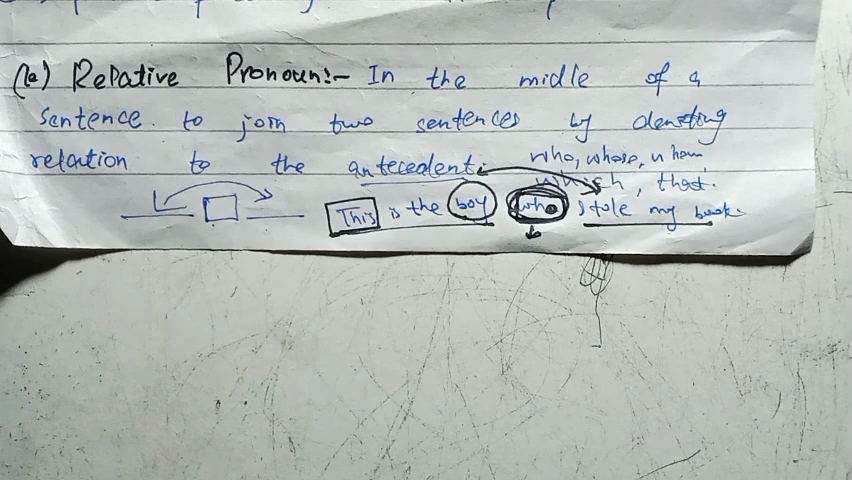 (a) Relative Pronoun:- In the midle of a
sentence. to join two sentences by denoting
relation to the antecedent. who, whose, whom,
which, that.
This is the boy who stole my book.